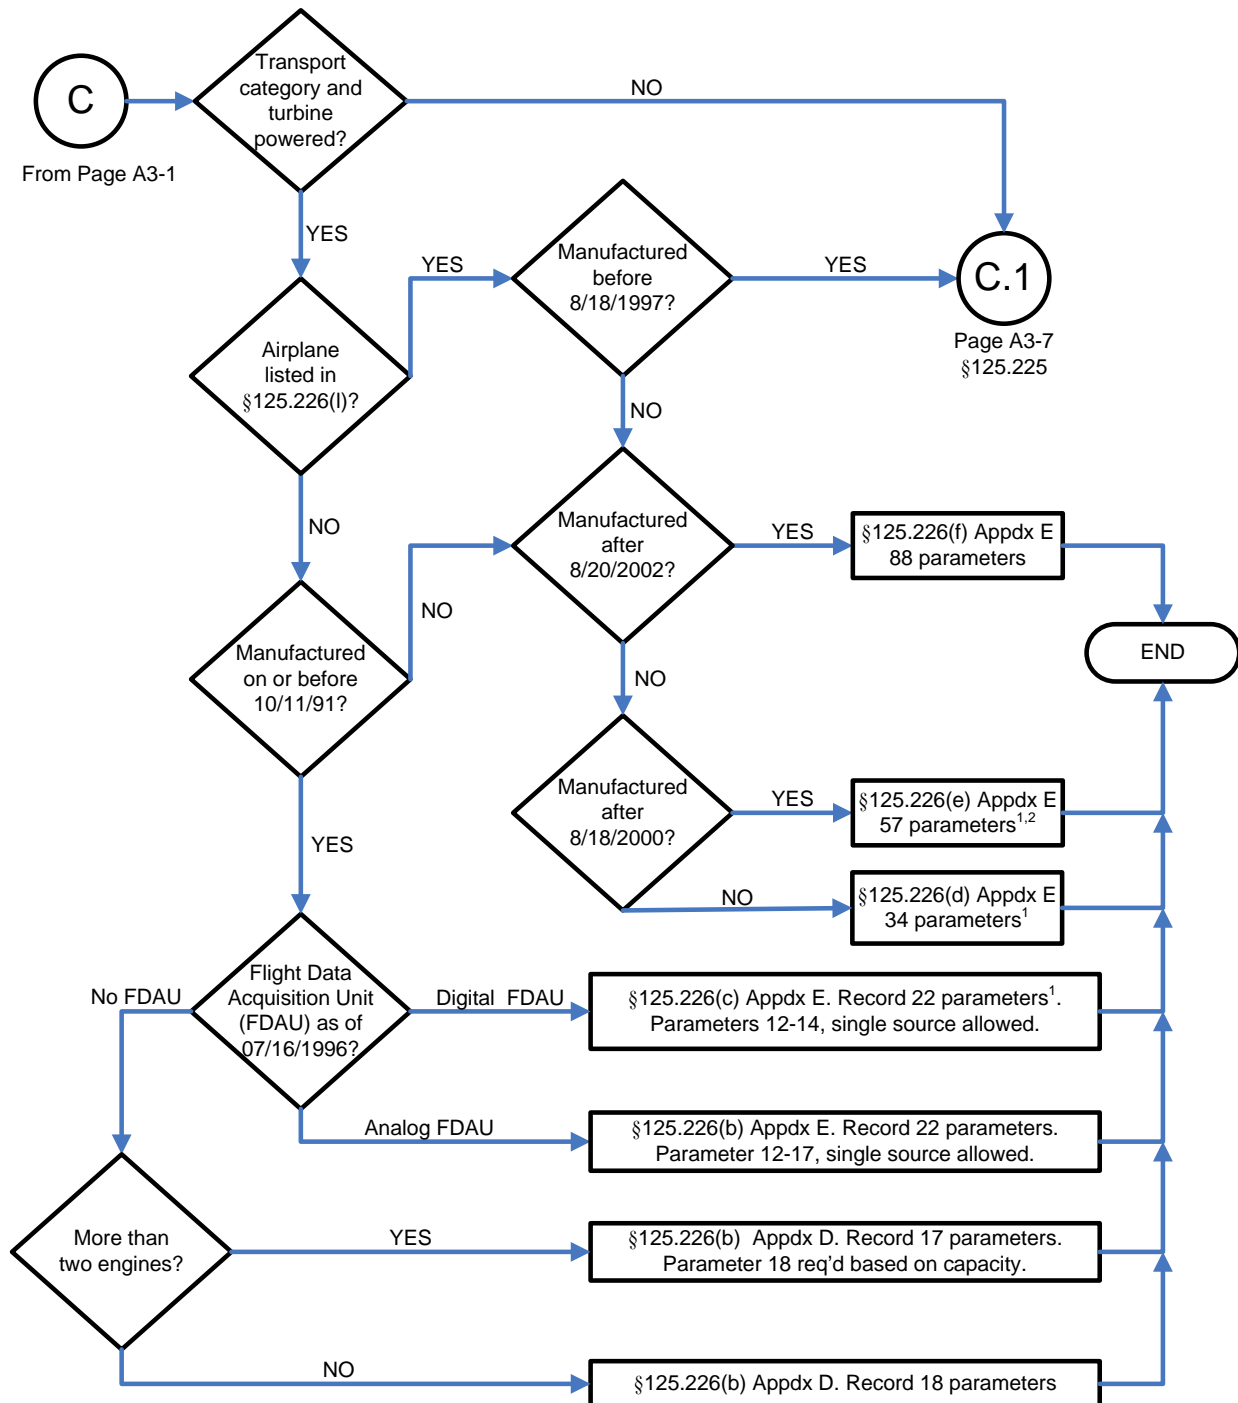 C
From Page A3-1
Transport
category and
turbine
powered?
NO
YES
Airplane
listed in
§125.226(l)?
YES
Manufactured
before
8/18/1997?
YES
C.1
Page A3-7
§125.225
NO
NO
Manufactured
on or before
10/11/91?
NO
Manufactured
after
8/20/2002?
YES
§125.226(f) Appdx E
88 parameters
END
NO
Manufactured
after
8/18/2000?
YES
§125.226(e) Appdx E
57 parameters1,2
NO
§125.226(d) Appdx E
34 parameters1
YES
Flight Data
Acquisition Unit
(FDAU) as of
07/16/1996?
No FDAU
Digital FDAU
§125.226(c) Appdx E. Record 22 parameters1.
Parameters 12-14, single source allowed.
Analog FDAU
§125.226(b) Appdx E. Record 22 parameters.
Parameter 12-17, single source allowed.
More than
two engines?
YES
§125.226(b) Appdx D. Record 17 parameters.
Parameter 18 req'd based on capacity.
NO
§125.226(b) Appdx D. Record 18 parameters